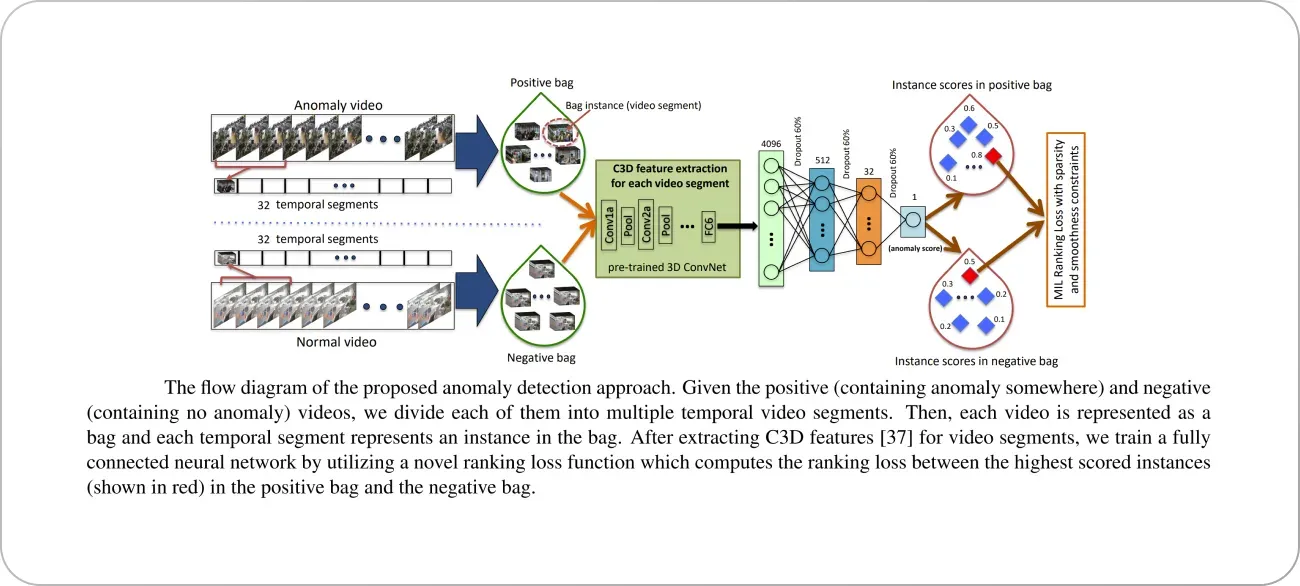 Positive bag
Bag instance (video segment)
Anomaly video
32 temporal segments
32 temporal segments
Normal video
Negative bag
C3D feature extraction
for each video segment
Conv1a
Pool
Conv2a
Pool
...
FC6
pre-trained 3D ConvNet
4096
Dropout 60%
512
Dropout 60%
32
Dropout 60%
1
(anomaly score)
Instance scores in positive bag
0.6
0.3
0.5
0.8
0.1
0.5
0.3
0.2
0.2
0.1
Instance scores in negative bag
MIL Ranking Loss with sparsity
and smoothness constraints
The flow diagram of the proposed anomaly detection approach. Given the positive (containing anomaly somewhere) and negative
(containing no anomaly) videos, we divide each of them into multiple temporal video segments. Then, each video is represented as a
bag and each temporal segment represents an instance in the bag. After extracting C3D features [37] for video segments, we train a fully
connected neural network by utilizing a novel ranking loss function which computes the ranking loss between the highest scored instances
(shown in red) in the positive bag and the negative bag.